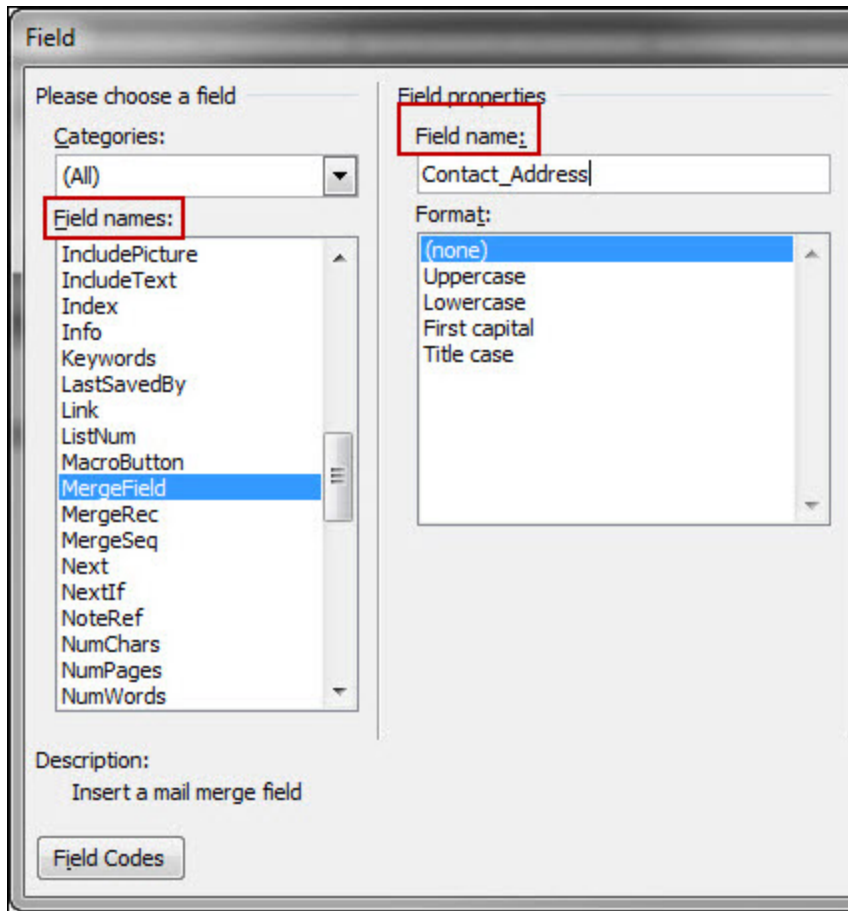 Field
Please choose a field
Categories:
(All)
Field names:
IncludePicture
IncludeText
Index
Info
Keywords
LastSavedBy
Link
ListNum
MacroButton
MergeField
MergeRec
MergeSeq
Next
NextIf
NoteRef
NumChars
NumPages
NumWords
Field properties
Field name:
Contact_Address
Format:
(none)
Uppercase
Lowercase
First capital
Title case
Description:
Insert a mail merge field
Field Codes